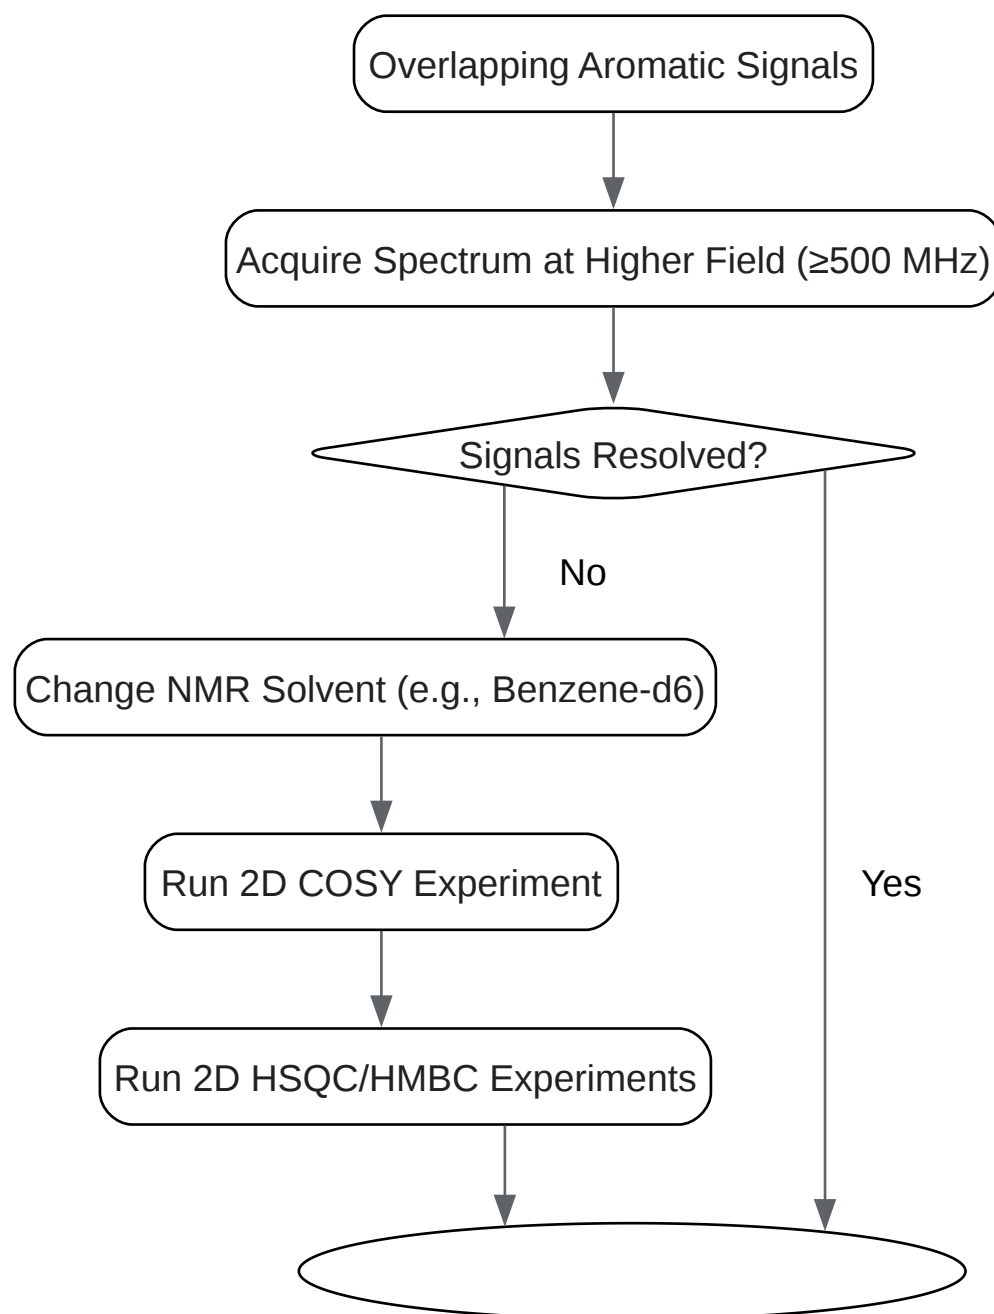 Overlapping Aromatic Signals
Acquire Spectrum at Higher Field (≥500 MHz)
Signals Resolved?
No
Change NMR Solvent (e.g., Benzene-d6)
Run 2D COSY Experiment
Yes
Run 2D HSQC/HMBC Experiments